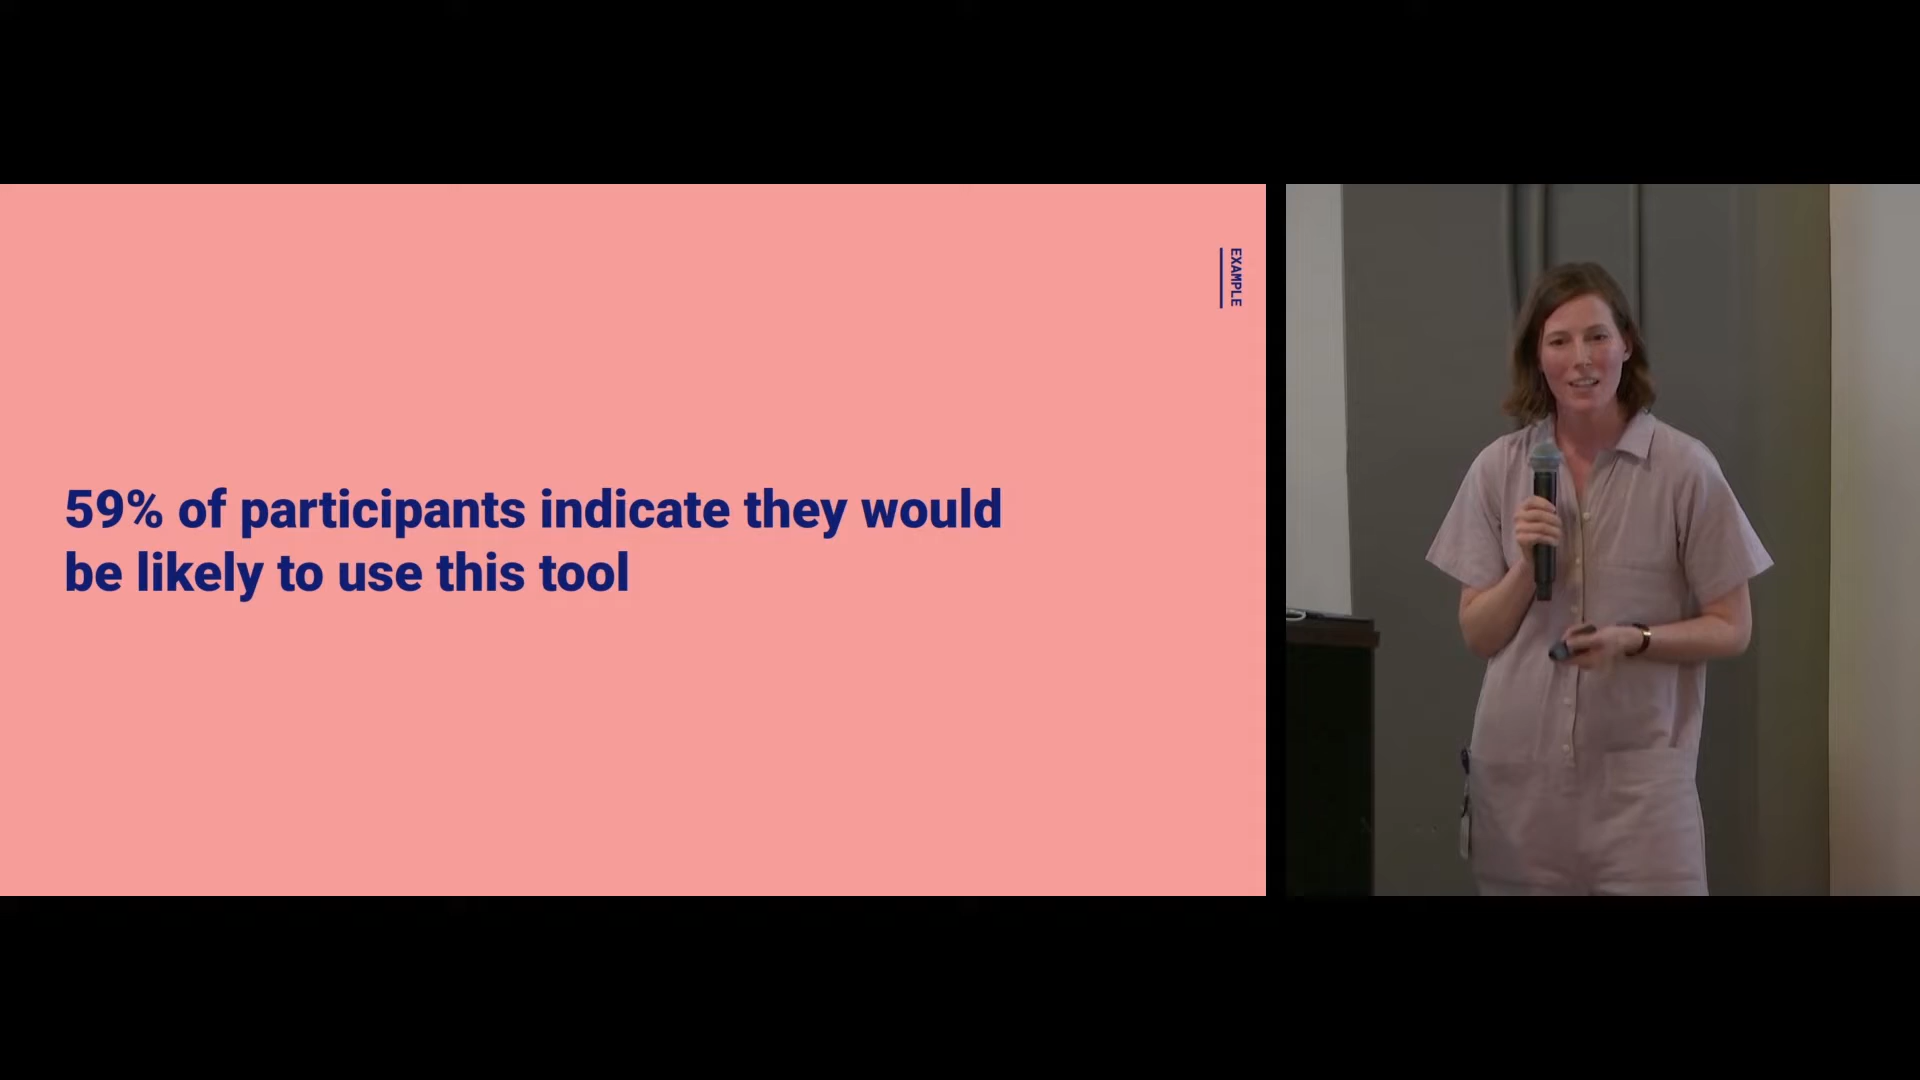 EXAMPLE
59% of participants indicate they would
be likely to use this tool